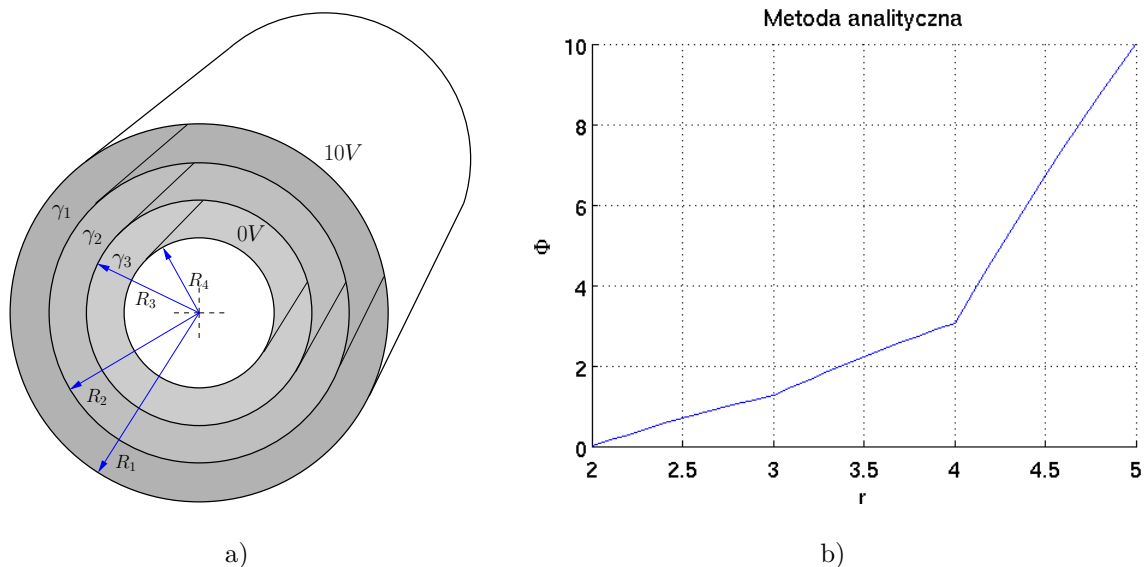 10V
γ1
γ2
0V
γ3
R4
R3
R2
R1
a)
Metoda analityczna
10
8
6
4
2
0
Φ
2 2.5 3 3.5 4 4.5 5
r
b)